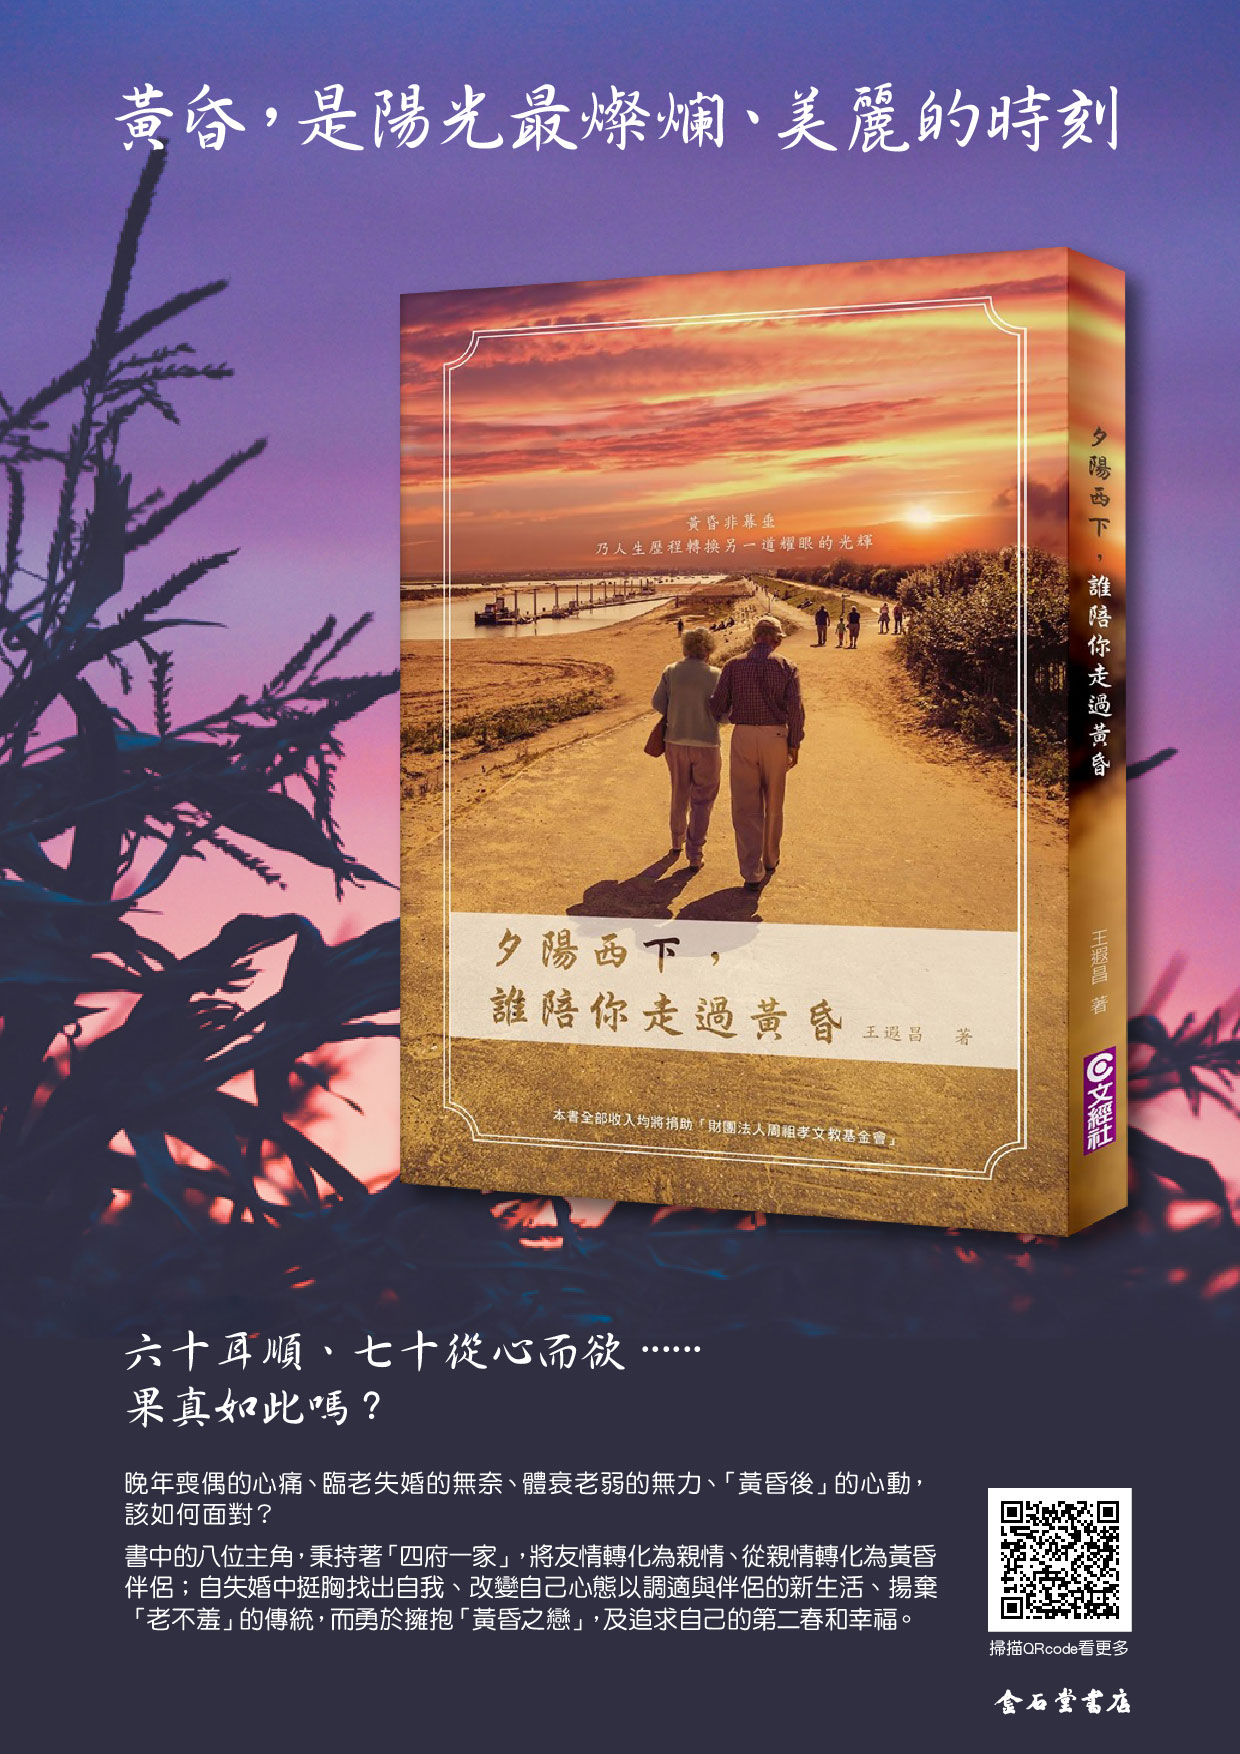 黃昏，是陽光最燦爛、美麗的時刻
黃昏非幕垂
乃人生歷程轉換另一道耀眼的光輝
夕陽西下，
誰陪你走過黃昏 王遐昌 著
本書全部收入均將捐助「財團法人周祖孝文教基金會」
夕陽西下，誰陪你走過黃昏
王遐昌 著
文經社
六十耳順、七十從心而欲⋯⋯
果真如此嗎？
晚年喪偶的心痛、臨老失婚的無奈、體衰老弱的無力、「黃昏後」的心動，
該如何面對？
書中的八位主角，秉持著「四府一家」，將友情轉化為親情、從親情轉化為黃昏
伴侶；自失婚中挺胸找出自我、改變自己心態以調適與伴侶的新生活、揚棄
「老不羞」的傳統，而勇於擁抱「黃昏之戀」，及追求自己的第二春和幸福。
掃描QRcode看更多
金石堂書店